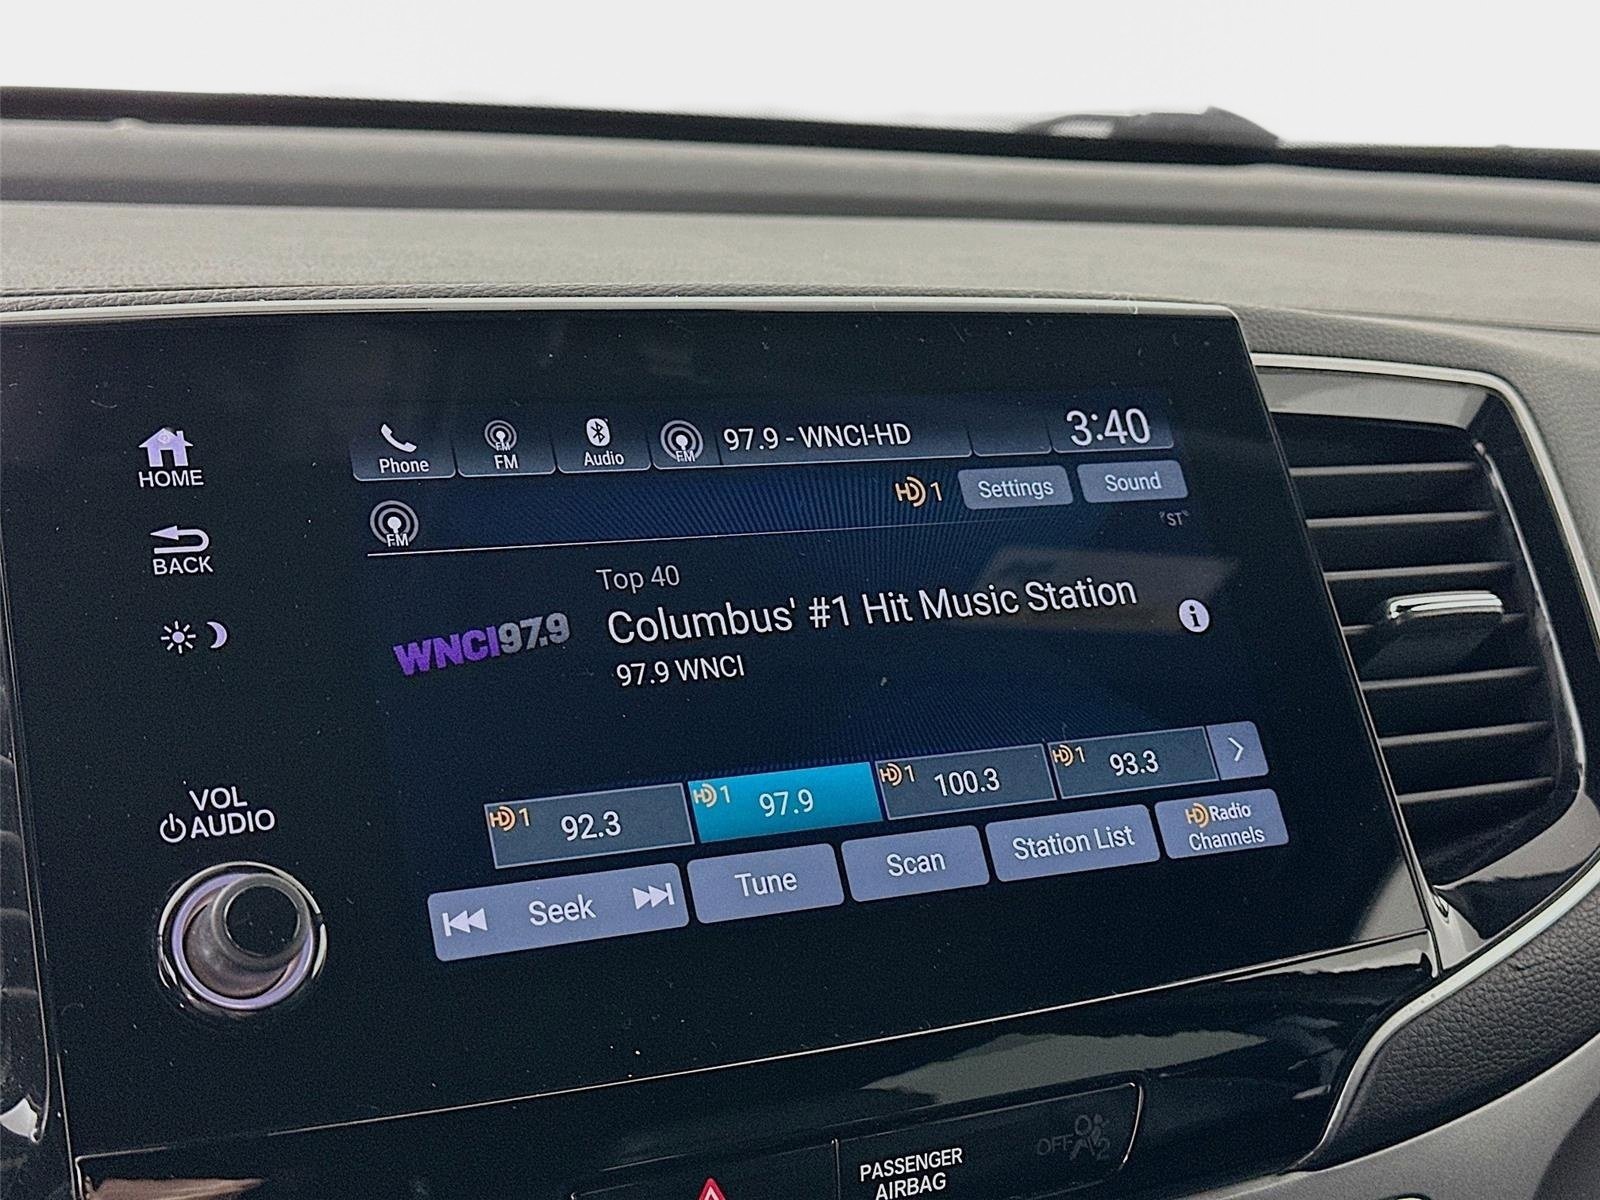 HOME
BACK
VOL
AUDIO
Phone
FM
FM
Audio
FM
97.9 - WNCI-HD
3:40
HD 1
Settings
Sound
FM
"ST"
Top 40
WNCI97.9
Columbus' #1 Hit Music Station
i
97.9 WNCI
HD 1 92.3
HD 1 97.9
HD 1 100.3
HD 1 93.3
Seek
Tune
Scan
Station List
HD Radio
Channels
PASSENGER
AIRBAG
OFF
2